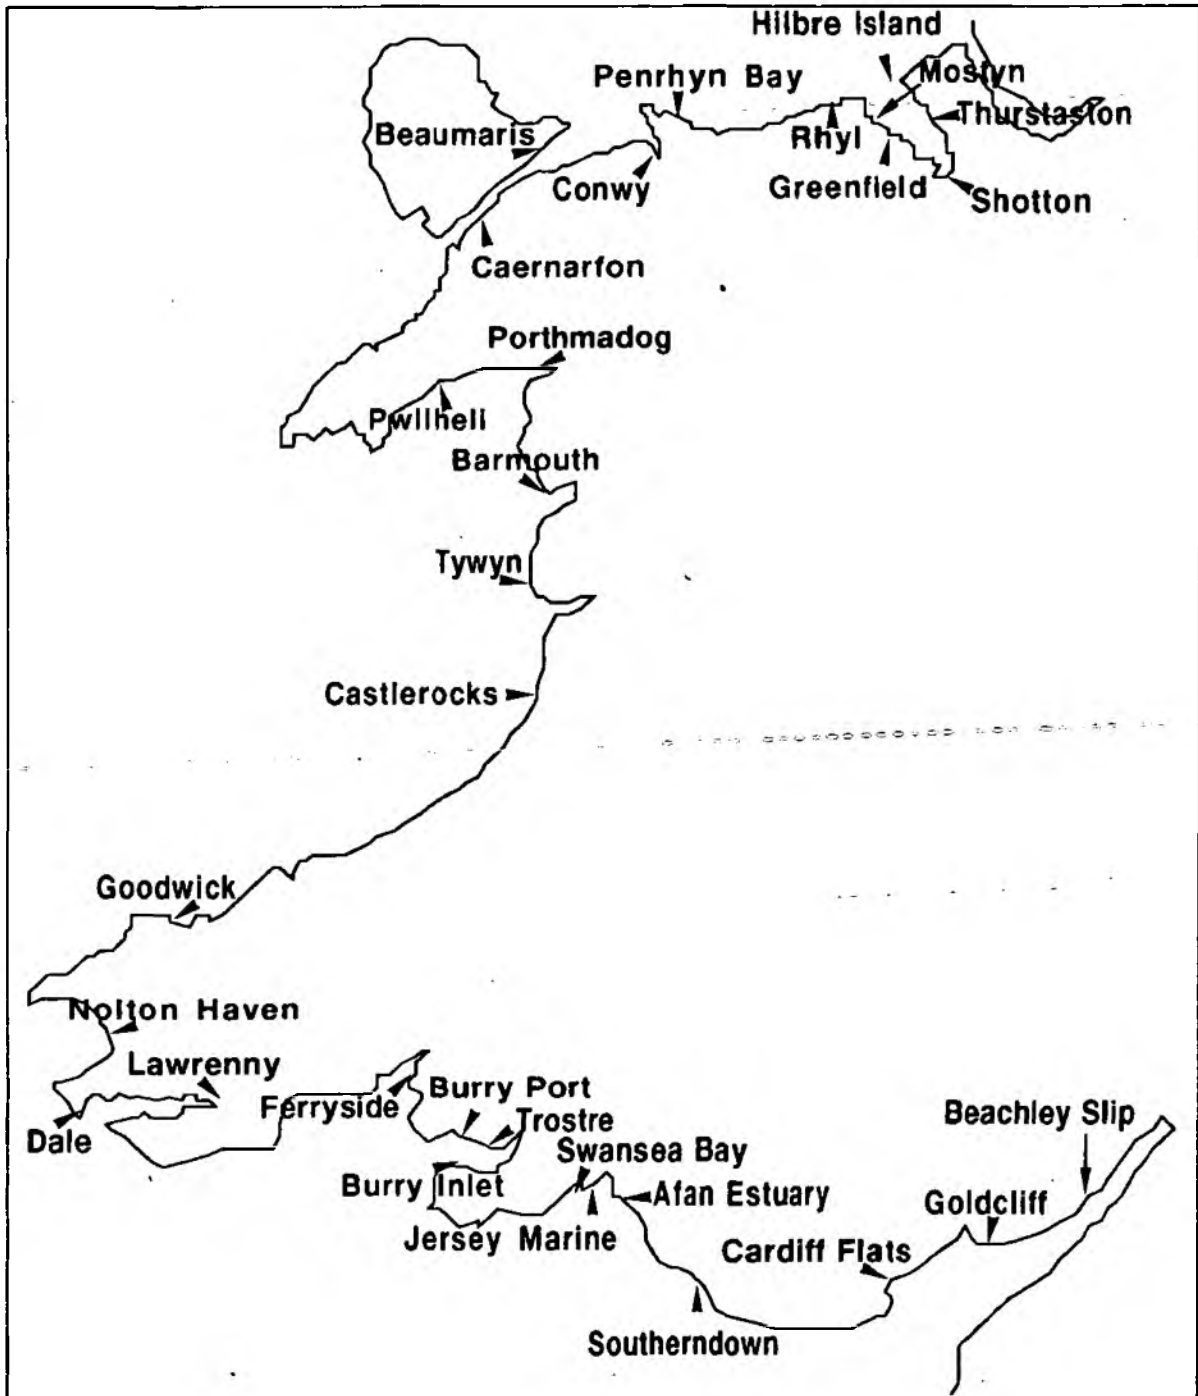 Hilbre Island
Penrhyn Bay
Mostyn
Beaumaris
Rhyl
Thurstaston
Conwy
Greenfield
Shotton
Caernarfon
Porthmadog
Pwllheli
Barmouth
Tywyn
Castlerocks
Goodwick
Nolton Haven
Lawrenny
Ferryside
Burry Port
Dale
Trostre
Beachley Slip
Swansea Bay
Burry Inlet
Afan Estuary
Goldcliff
Jersey Marine
Cardiff Flats
Southerndown